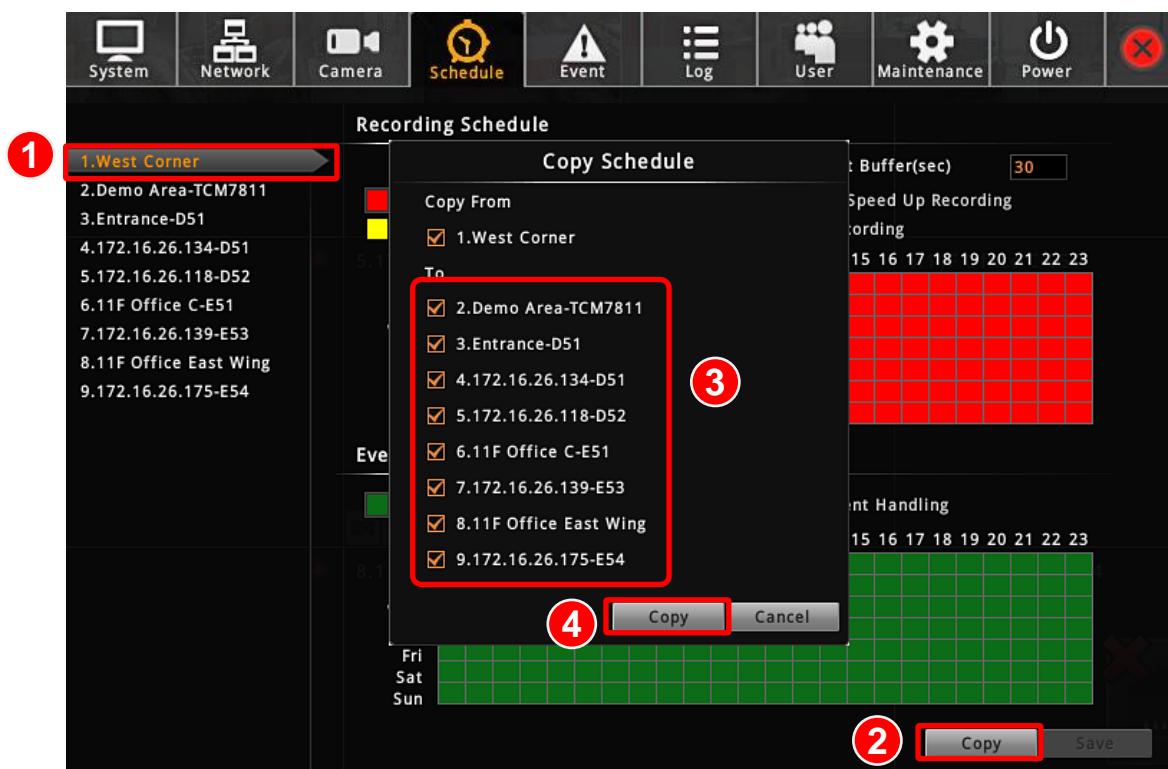 System Network Camera Schedule Event Log User Maintenance Power
Recording Schedule
1
1.West Corner
2.Demo Area-TCM7811
3.Entrance-D51
4.172.16.26.134-D51
5.172.16.26.118-D52
6.11F Office C-E51
7.172.16.26.139-E53
8.11F Office East Wing
9.172.16.26.175-E54
Copy Schedule
Copy From
1.West Corner
To
2.Demo Area-TCM7811
3.Entrance-D51
4.172.16.26.134-D51
5.172.16.26.118-D52
6.11F Office C-E51
7.172.16.26.139-E53
8.11F Office East Wing
9.172.16.26.175-E54
3
4
Copy Cancel
t Buffer(sec) 30
Speed Up Recording
ording
15 16 17 18 19 20 21 22 23
Eve
nt Handling
15 16 17 18 19 20 21 22 23
Fri
Sat
Sun
2
Copy Save